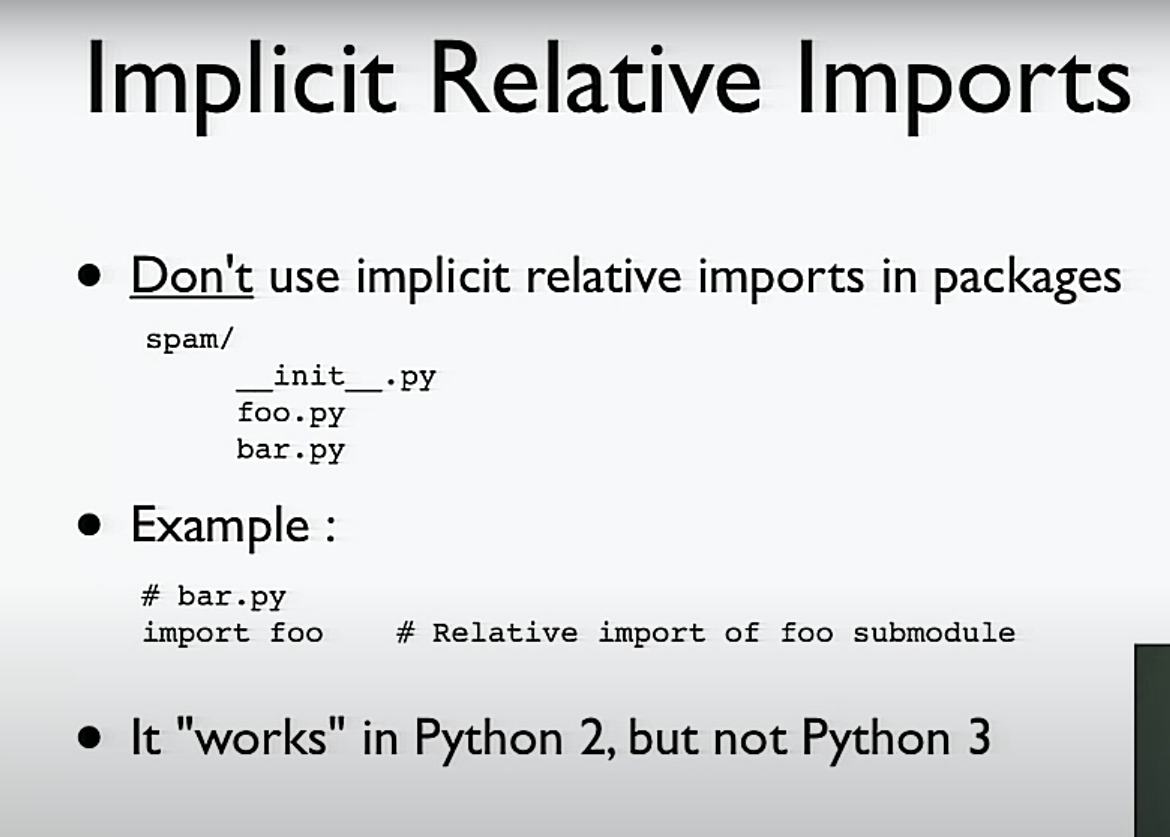 Implicit Relative Imports
• Don't use implicit relative imports in packages
spam/
__init__.py
foo.py
bar.py
• Example :
# bar.py
import foo    # Relative import of foo submodule
• It "works" in Python 2, but not Python 3